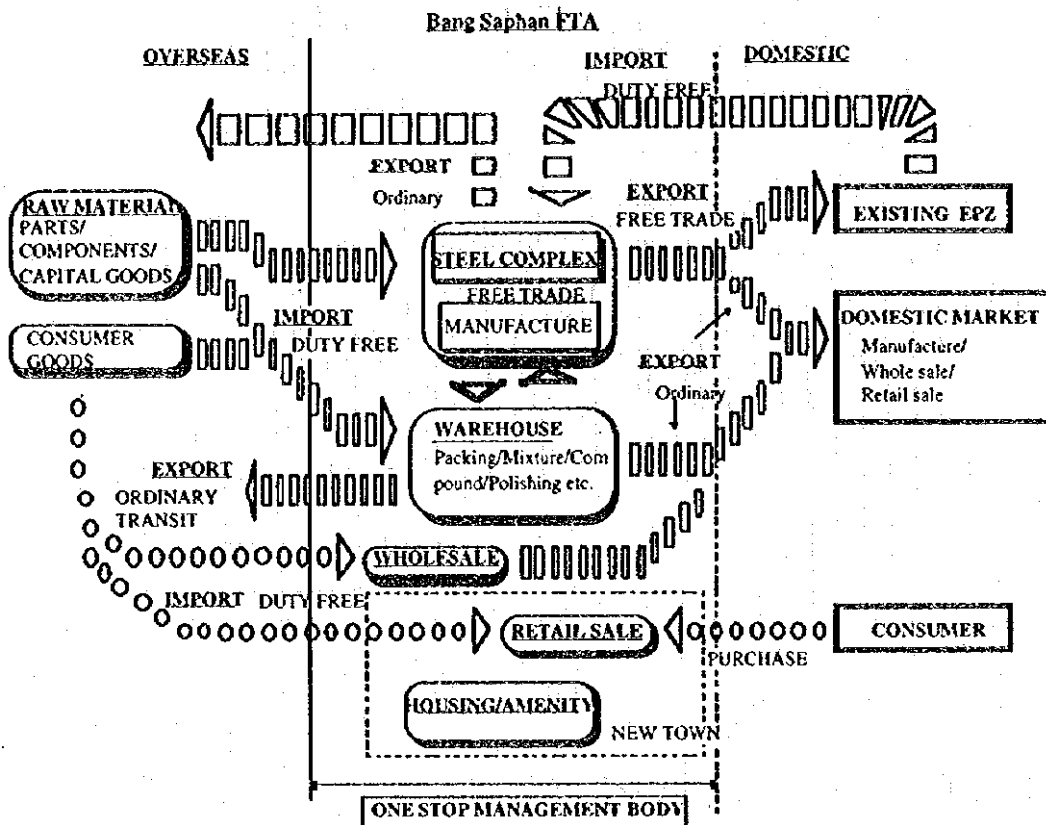 Bang Saphan FTA
OVERSEAS
IMPORT
DUTY FREE
DOMESTIC
EXPORT
Ordinary
RAW MATERIAL
PARTS/
COMPONENTS/
CAPITAL GOODS
EXPORT
FREE TRADE
EXISTING EPZ
STEEL COMPLEX
FREE TRADE
MANUFACTURE
CONSUMER
GOODS
IMPORT
DUTY FREE
DOMESTIC MARKET
Manufacture/
Whole sale/
Retail sale
EXPORT
Ordinary
WAREHOUSE
Packing/Mixture/Com
pound/Polishing etc.
EXPORT
ORDINARY
TRANSIT
WHOLESALE
IMPORT DUTY FREE
RETAIL SALE
CONSUMER
PURCHASE
HOUSING/AMENITY
NEW TOWN
ONE STOP MANAGEMENT BODY